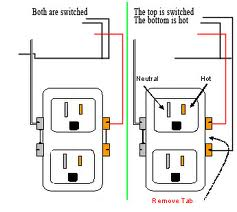 Both are switched
The top is switched
The bottom is hot
Neutral
Hot
Remove Tab